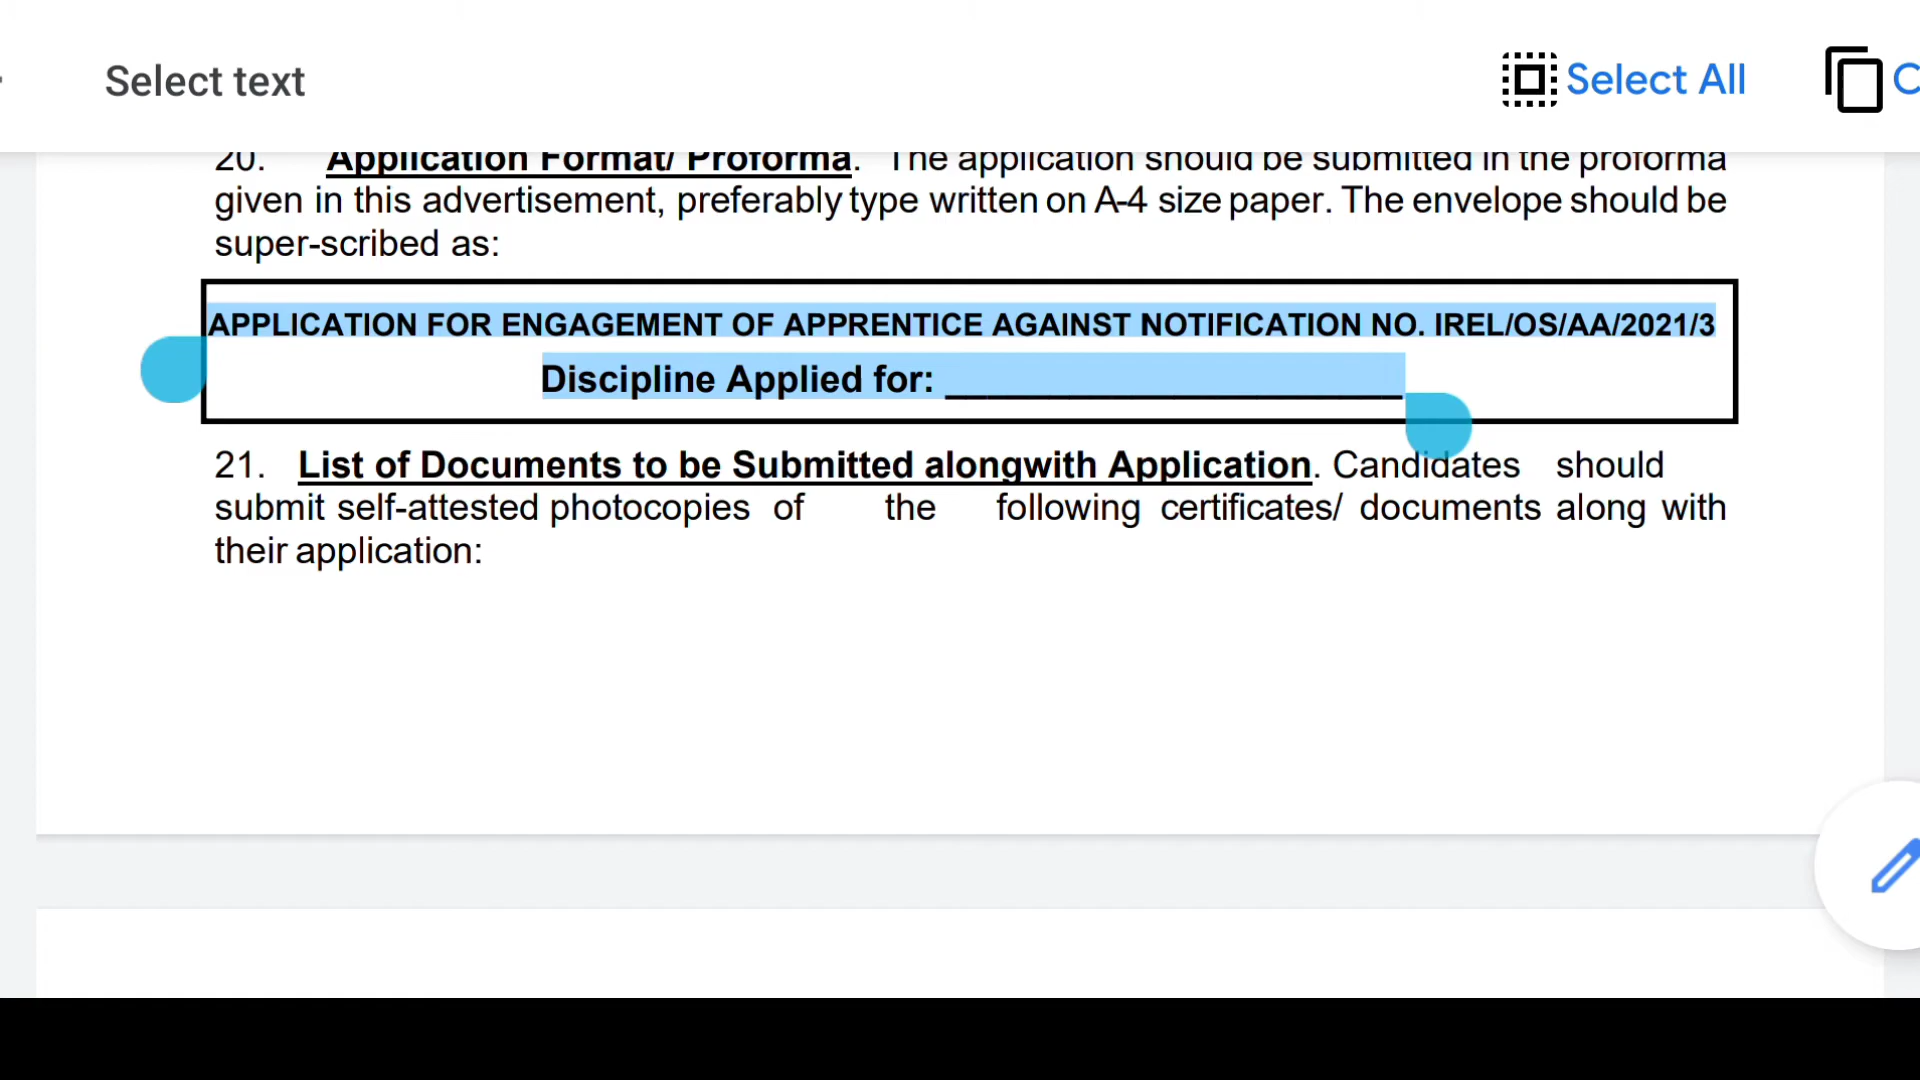 Select text
Select All
20. Application Format/ Proforma. The application should be submitted in the proforma
given in this advertisement, preferably type written on A-4 size paper. The envelope should be
super-scribed as:
APPLICATION FOR ENGAGEMENT OF APPRENTICE AGAINST NOTIFICATION NO. IREL/OS/AA/2021/3
Discipline Applied for: ______________________
21. List of Documents to be Submitted alongwith Application. Candidates should
submit self-attested photocopies of the following certificates/ documents along with
their application: